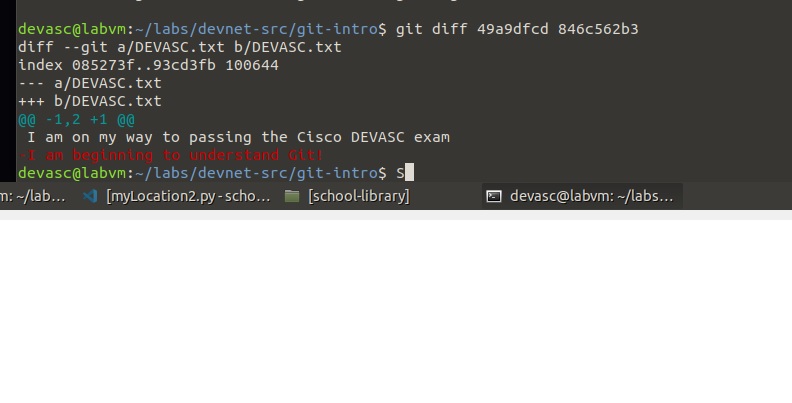 devasc@labvm:~/labs/devnet-src/git-intro$ git diff 49a9dfcd 846c562b3
diff --git a/DEVASC.txt b/DEVASC.txt
index 085273f..93cd3fb 100644
--- a/DEVASC.txt
+++ b/DEVASC.txt
@@ -1,2 +1 @@
 I am on my way to passing the Cisco DEVASC exam
-I am beginning to understand Git!
devasc@labvm:~/labs/devnet-src/git-intro$ S
m: ~/lab... [myLocation2.py - scho... [school-library] devasc@labvm: ~/labs...